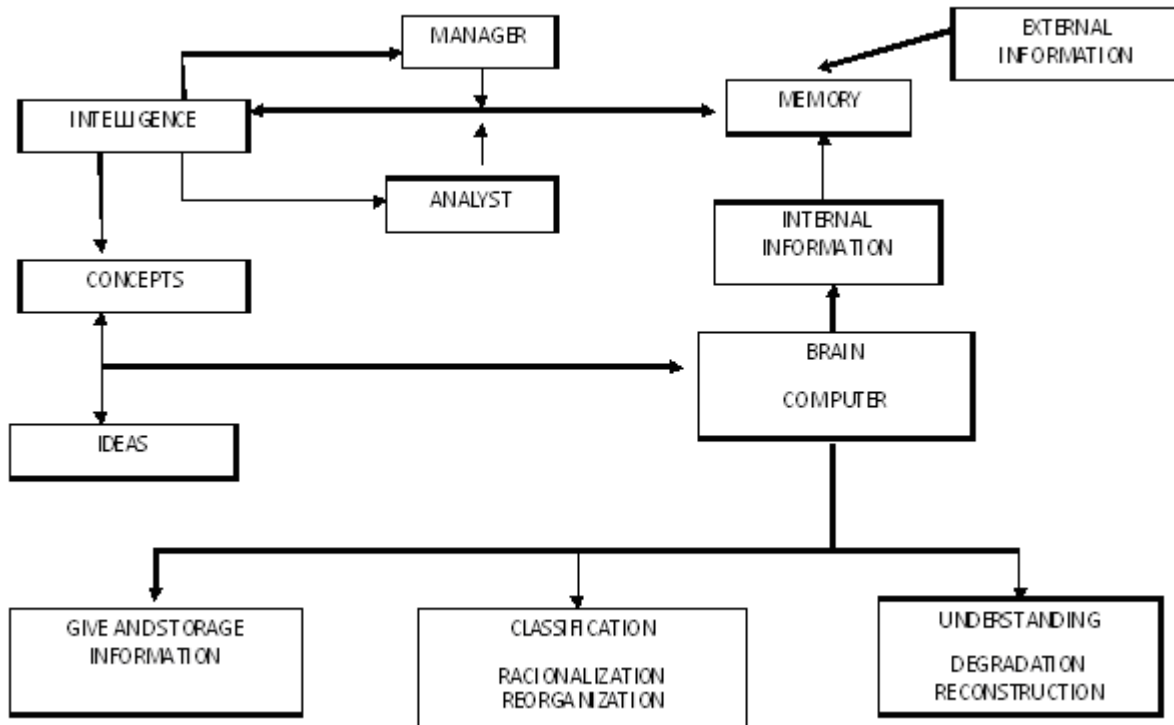 MANAGER
EXTERNAL
INFORMATION
INTELLIGENCE
MEMORY
ANALYST
INTERNAL
INFORMATION
CONCEPTS
BRAIN
COMPUTER
IDEAS
GIVE ANDSTORAGE
INFORMATION
CLASSIFICATION
RACIONALIZATION
REORGANIZATION
UNDERSTANDING
DEGRADATION
RECONSTRUCTION